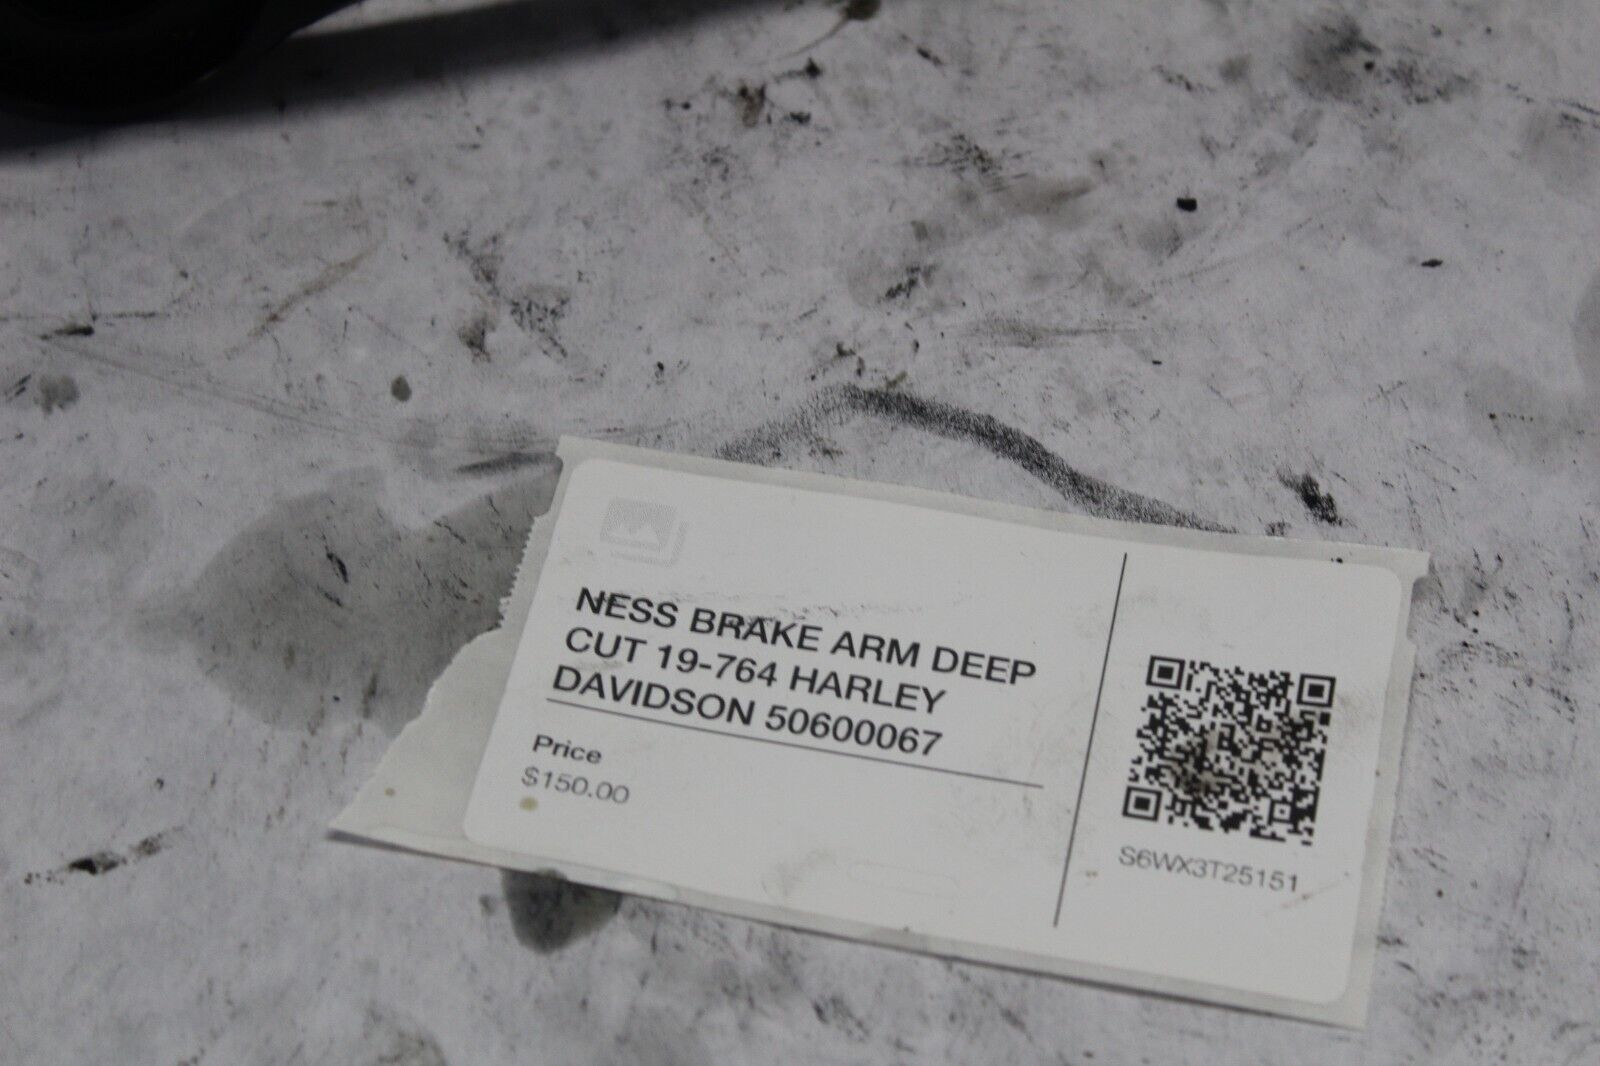 NESS BRAKE ARM DEEP
CUT 19-764 HARLEY
DAVIDSON 50600067
Price
$150.00
S6WX3T25151